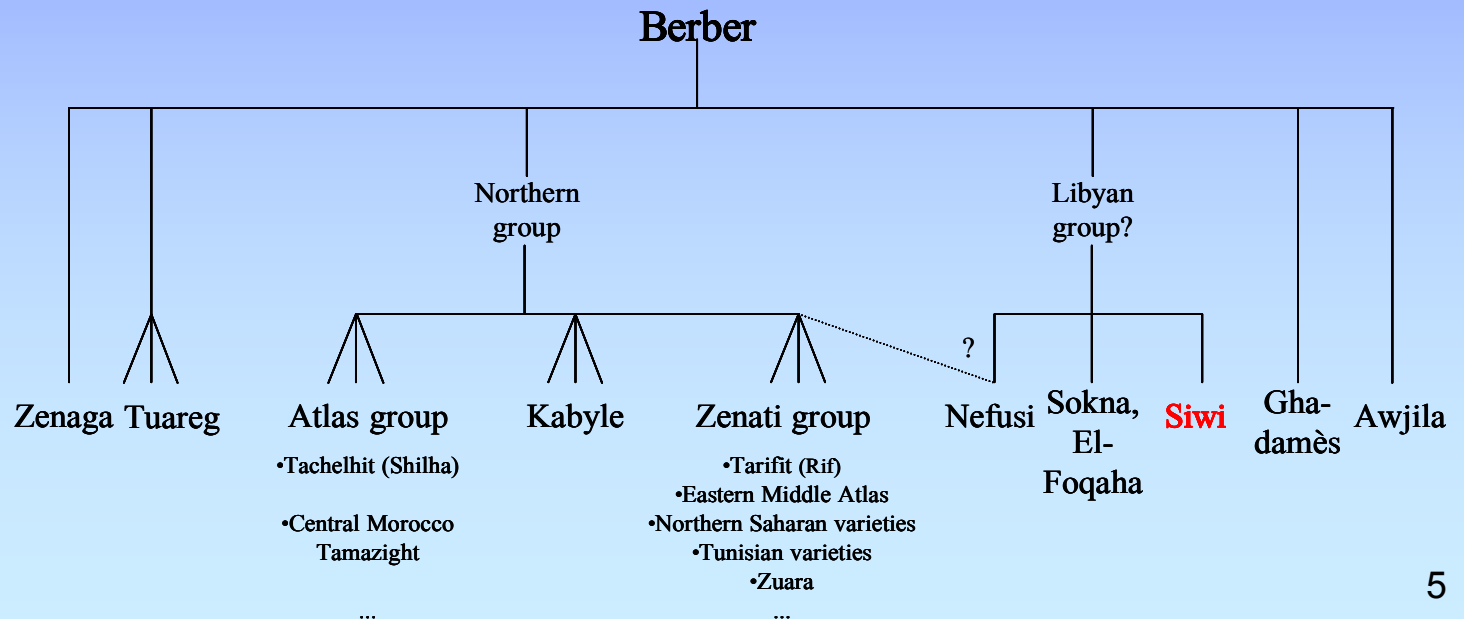 Berber
Northern
group
Libyan
group?
?
Zenaga
Tuareg
Atlas group
•Tachelhit (Shilha)
•Central Morocco
Tamazight
...
Kabyle
Zenati group
•Tarifit (Rif)
•Eastern Middle Atlas
•Northern Saharan varieties
•Tunisian varieties
•Zuara
...
Nefusi
Sokna,
El-
Foqaha
Siwi
Gha-
damès
Awjila
5